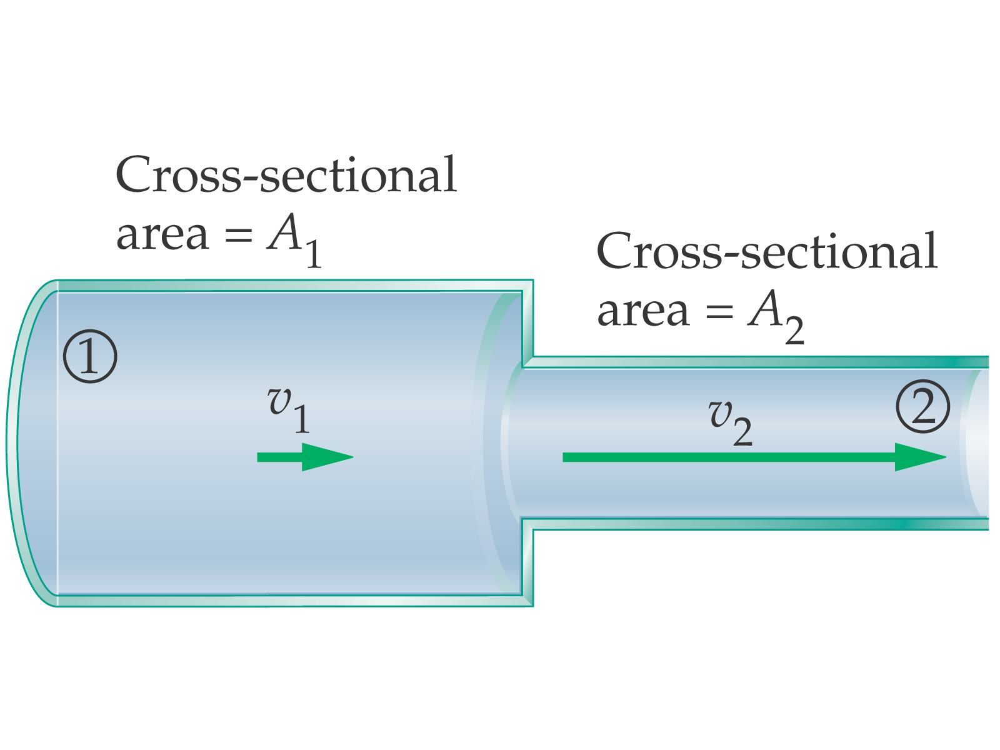 Cross-sectional
area = A₁
Cross-sectional
area = A₂
①
v₁
v₂
②